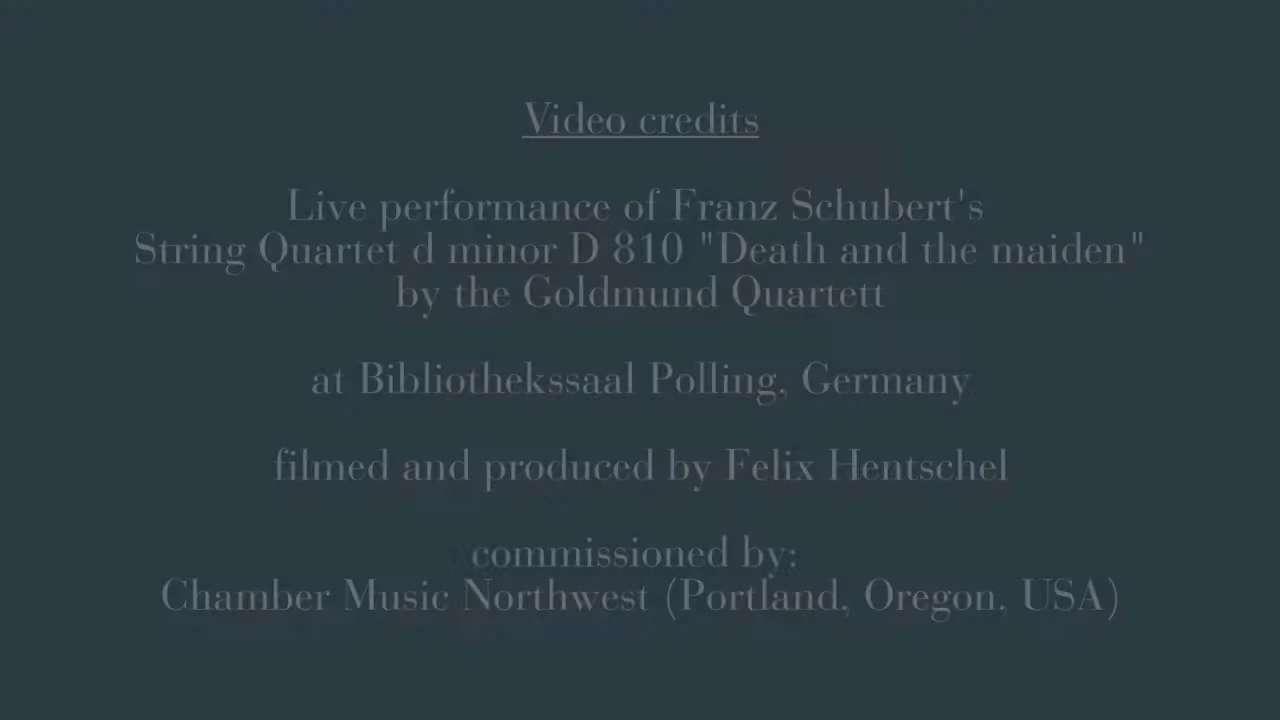 Video credits
Live performance of Franz Schubert's
String Quartet d minor D 810 "Death and the maiden"
by the Goldmund Quartett
at Bibliothekssaal Polling, Germany
filmed and produced by Felix Hentschel
commissioned by:
Chamber Music Northwest (Portland, Oregon, USA)